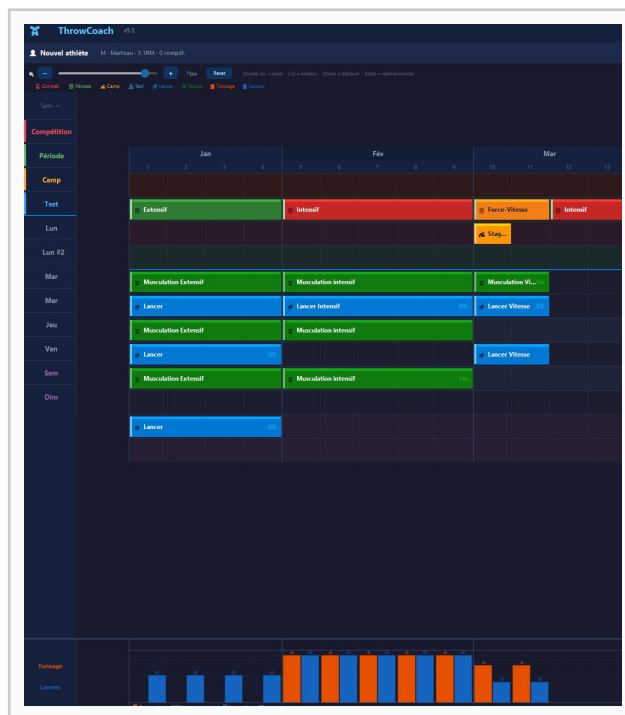 ThrowCoach v5.5
Nouvel athlète M - Marteau - 3 1RM - 0 compét.
− + Reset
Compét. Période Camp Test Lancer Muscu Tonnage Lancers
Sem →
Compétition
Période
Camp
Test
Lun
Lun #2
Mar
Mer
Jeu
Ven
Sam
Dim
Jan Fév Mar
1 2 3 4 5 6 7 8 9 10 11 12 13
Extensif Intensif Force-Vitesse Intensif
Stag...
Musculation Extensif Musculation intensif Musculation Vi...
Lancer Lancer Intensif Lancer Vitesse
Musculation Extensif Musculation intensif
Lancer Lancer Vitesse
Musculation Extensif Musculation intensif
Lancer
Tonnage
Lancers